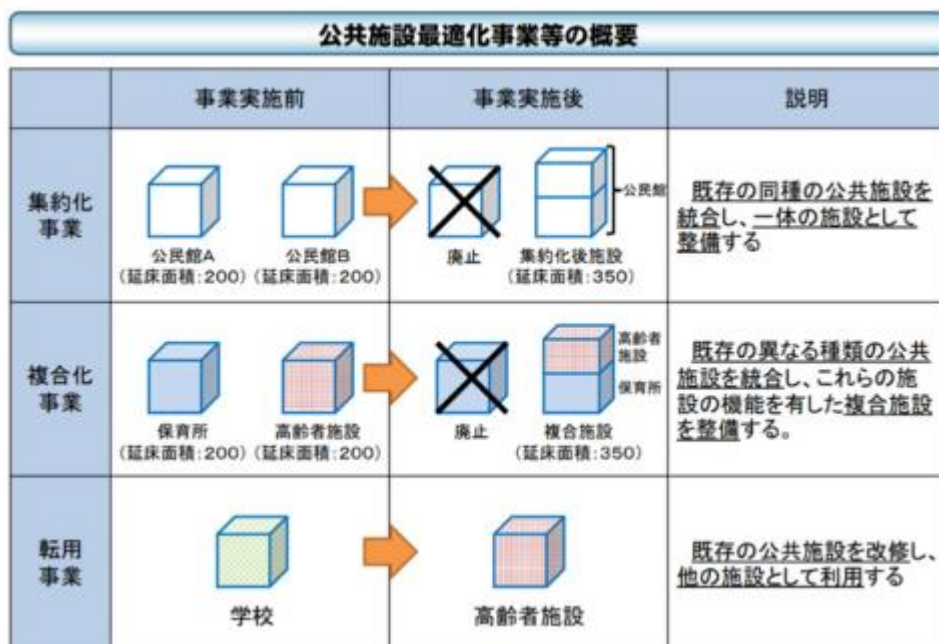 公共施設最適化事業等の概要
事業実施前
事業実施後
説明
集約化
事業
公民館A
(延床面積:200)
公民館B
(延床面積:200)
廃止
公民館
集約化後施設
(延床面積:350)
既存の同種の公共施設を
統合し、一体の施設として
整備する
複合化
事業
保育所
(延床面積:200)
高齢者施設
(延床面積:200)
廃止
高齢者
施設
保育所
複合施設
(延床面積:350)
既存の異なる種類の公共
施設を統合し、これらの施
設の機能を有した複合施設
を整備する。
転用
事業
学校
高齢者施設
既存の公共施設を改修し、
他の施設として利用する